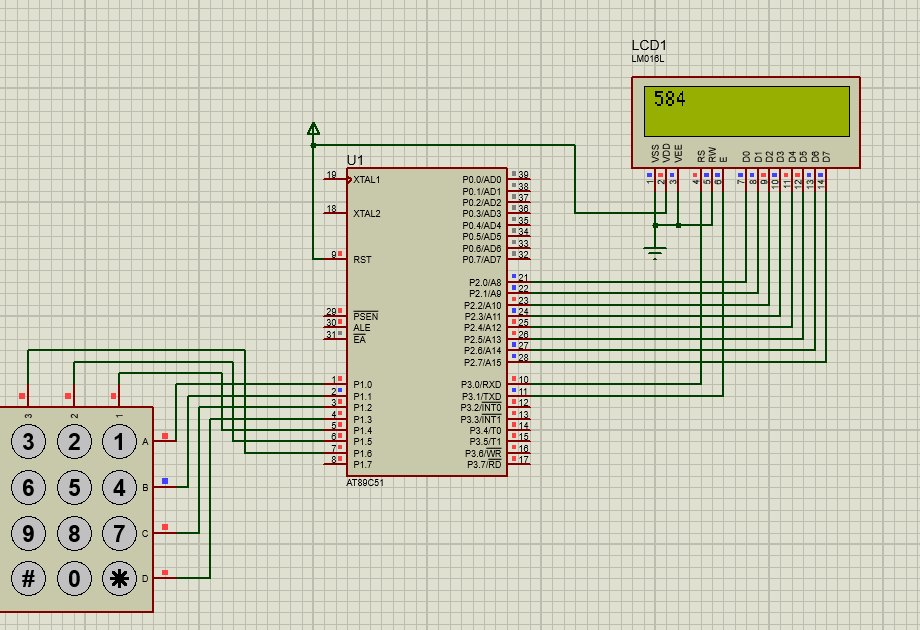 LCD1
LM016L
584
VSS VDD VEE RS RW E D0 D1 D2 D3 D4 D5 D6 D7
1 2 3 4 5 6 7 8 9 10 11 12 13 14
U1
19 XTAL1 P0.0/AD0 39
P0.1/AD1 38
P0.2/AD2 37
18 XTAL2 P0.3/AD3 36
P0.4/AD4 35
P0.5/AD5 34
P0.6/AD6 33
9 RST P0.7/AD7 32
P2.0/A8 21
P2.1/A9 22
P2.2/A10 23
29 PSEN P2.3/A11 24
30 ALE P2.4/A12 25
31 EA P2.5/A13 26
P2.6/A14 27
P2.7/A15 28
1 P1.0 P3.0/RXD 10
2 P1.1 P3.1/TXD 11
3 P1.2 P3.2/INT0 12
4 P1.3 P3.3/INT1 13
5 P1.4 P3.4/T0 14
6 P1.5 P3.5/T1 15
7 P1.6 P3.6/WR 16
8 P1.7 P3.7/RD 17
AT89C51
3 2 1
3 2 1 A
6 5 4 B
9 8 7 C
# 0 * D